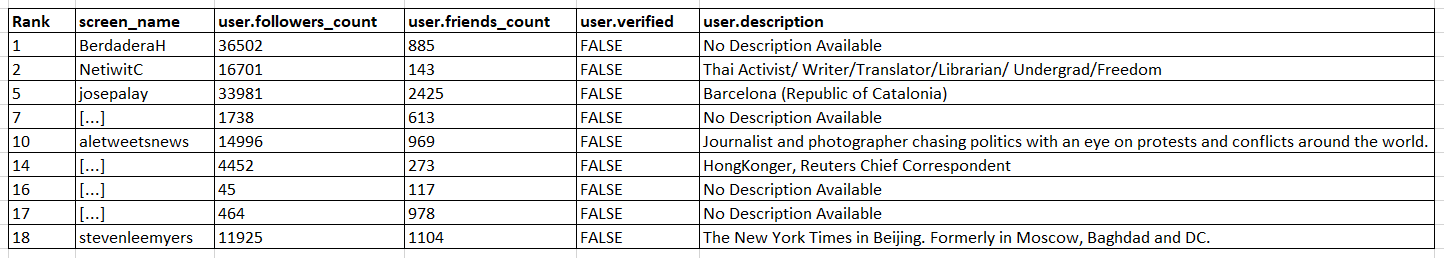 Rank screen_name user.followers_count user.friends_count user.verified user.description
1 BerdaderaH 36502 885 FALSE No Description Available
2 NetiwitC 16701 143 FALSE Thai Activist/ Writer/Translator/Librarian/ Undergrad/Freedom
5 josepalay 33981 2425 FALSE Barcelona (Republic of Catalonia)
7 [...] 1738 613 FALSE No Description Available
10 aletweetsnews 14996 969 FALSE Journalist and photographer chasing politics with an eye on protests and conflicts around the world.
14 [...] 4452 273 FALSE HongKonger, Reuters Chief Correspondent
16 [...] 45 117 FALSE No Description Available
17 [...] 464 978 FALSE No Description Available
18 stevenleemyers 11925 1104 FALSE The New York Times in Beijing. Formerly in Moscow, Baghdad and DC.